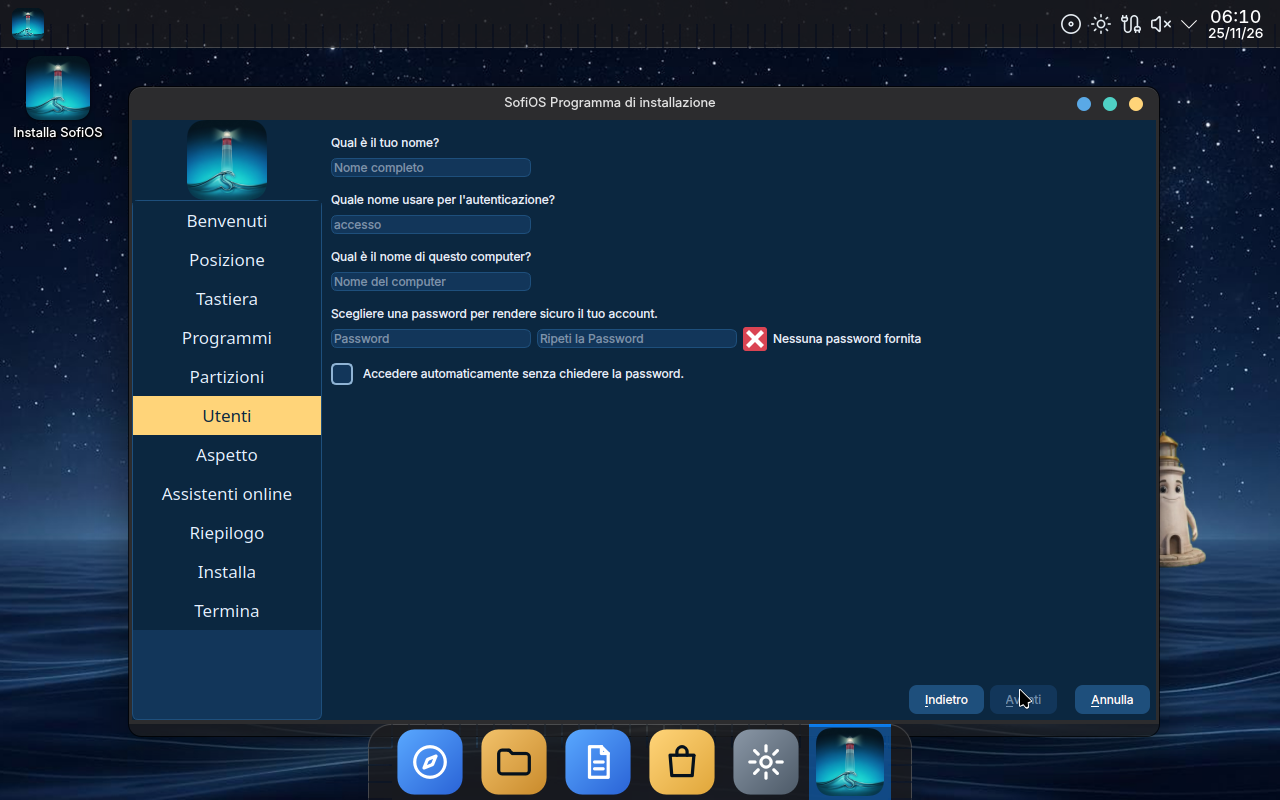 06:10
25/11/26
Installa SofiOS
SofiOS Programma di installazione
Benvenuti
Posizione
Tastiera
Programmi
Partizioni
Utenti
Aspetto
Assistenti online
Riepilogo
Installa
Termina
Qual è il tuo nome?
Nome completo
Quale nome usare per l'autenticazione?
accesso
Qual è il nome di questo computer?
Nome del computer
Scegliere una password per rendere sicuro il tuo account.
Password Ripeti la Password Nessuna password fornita
Accedere automaticamente senza chiedere la password.
Indietro Annulla